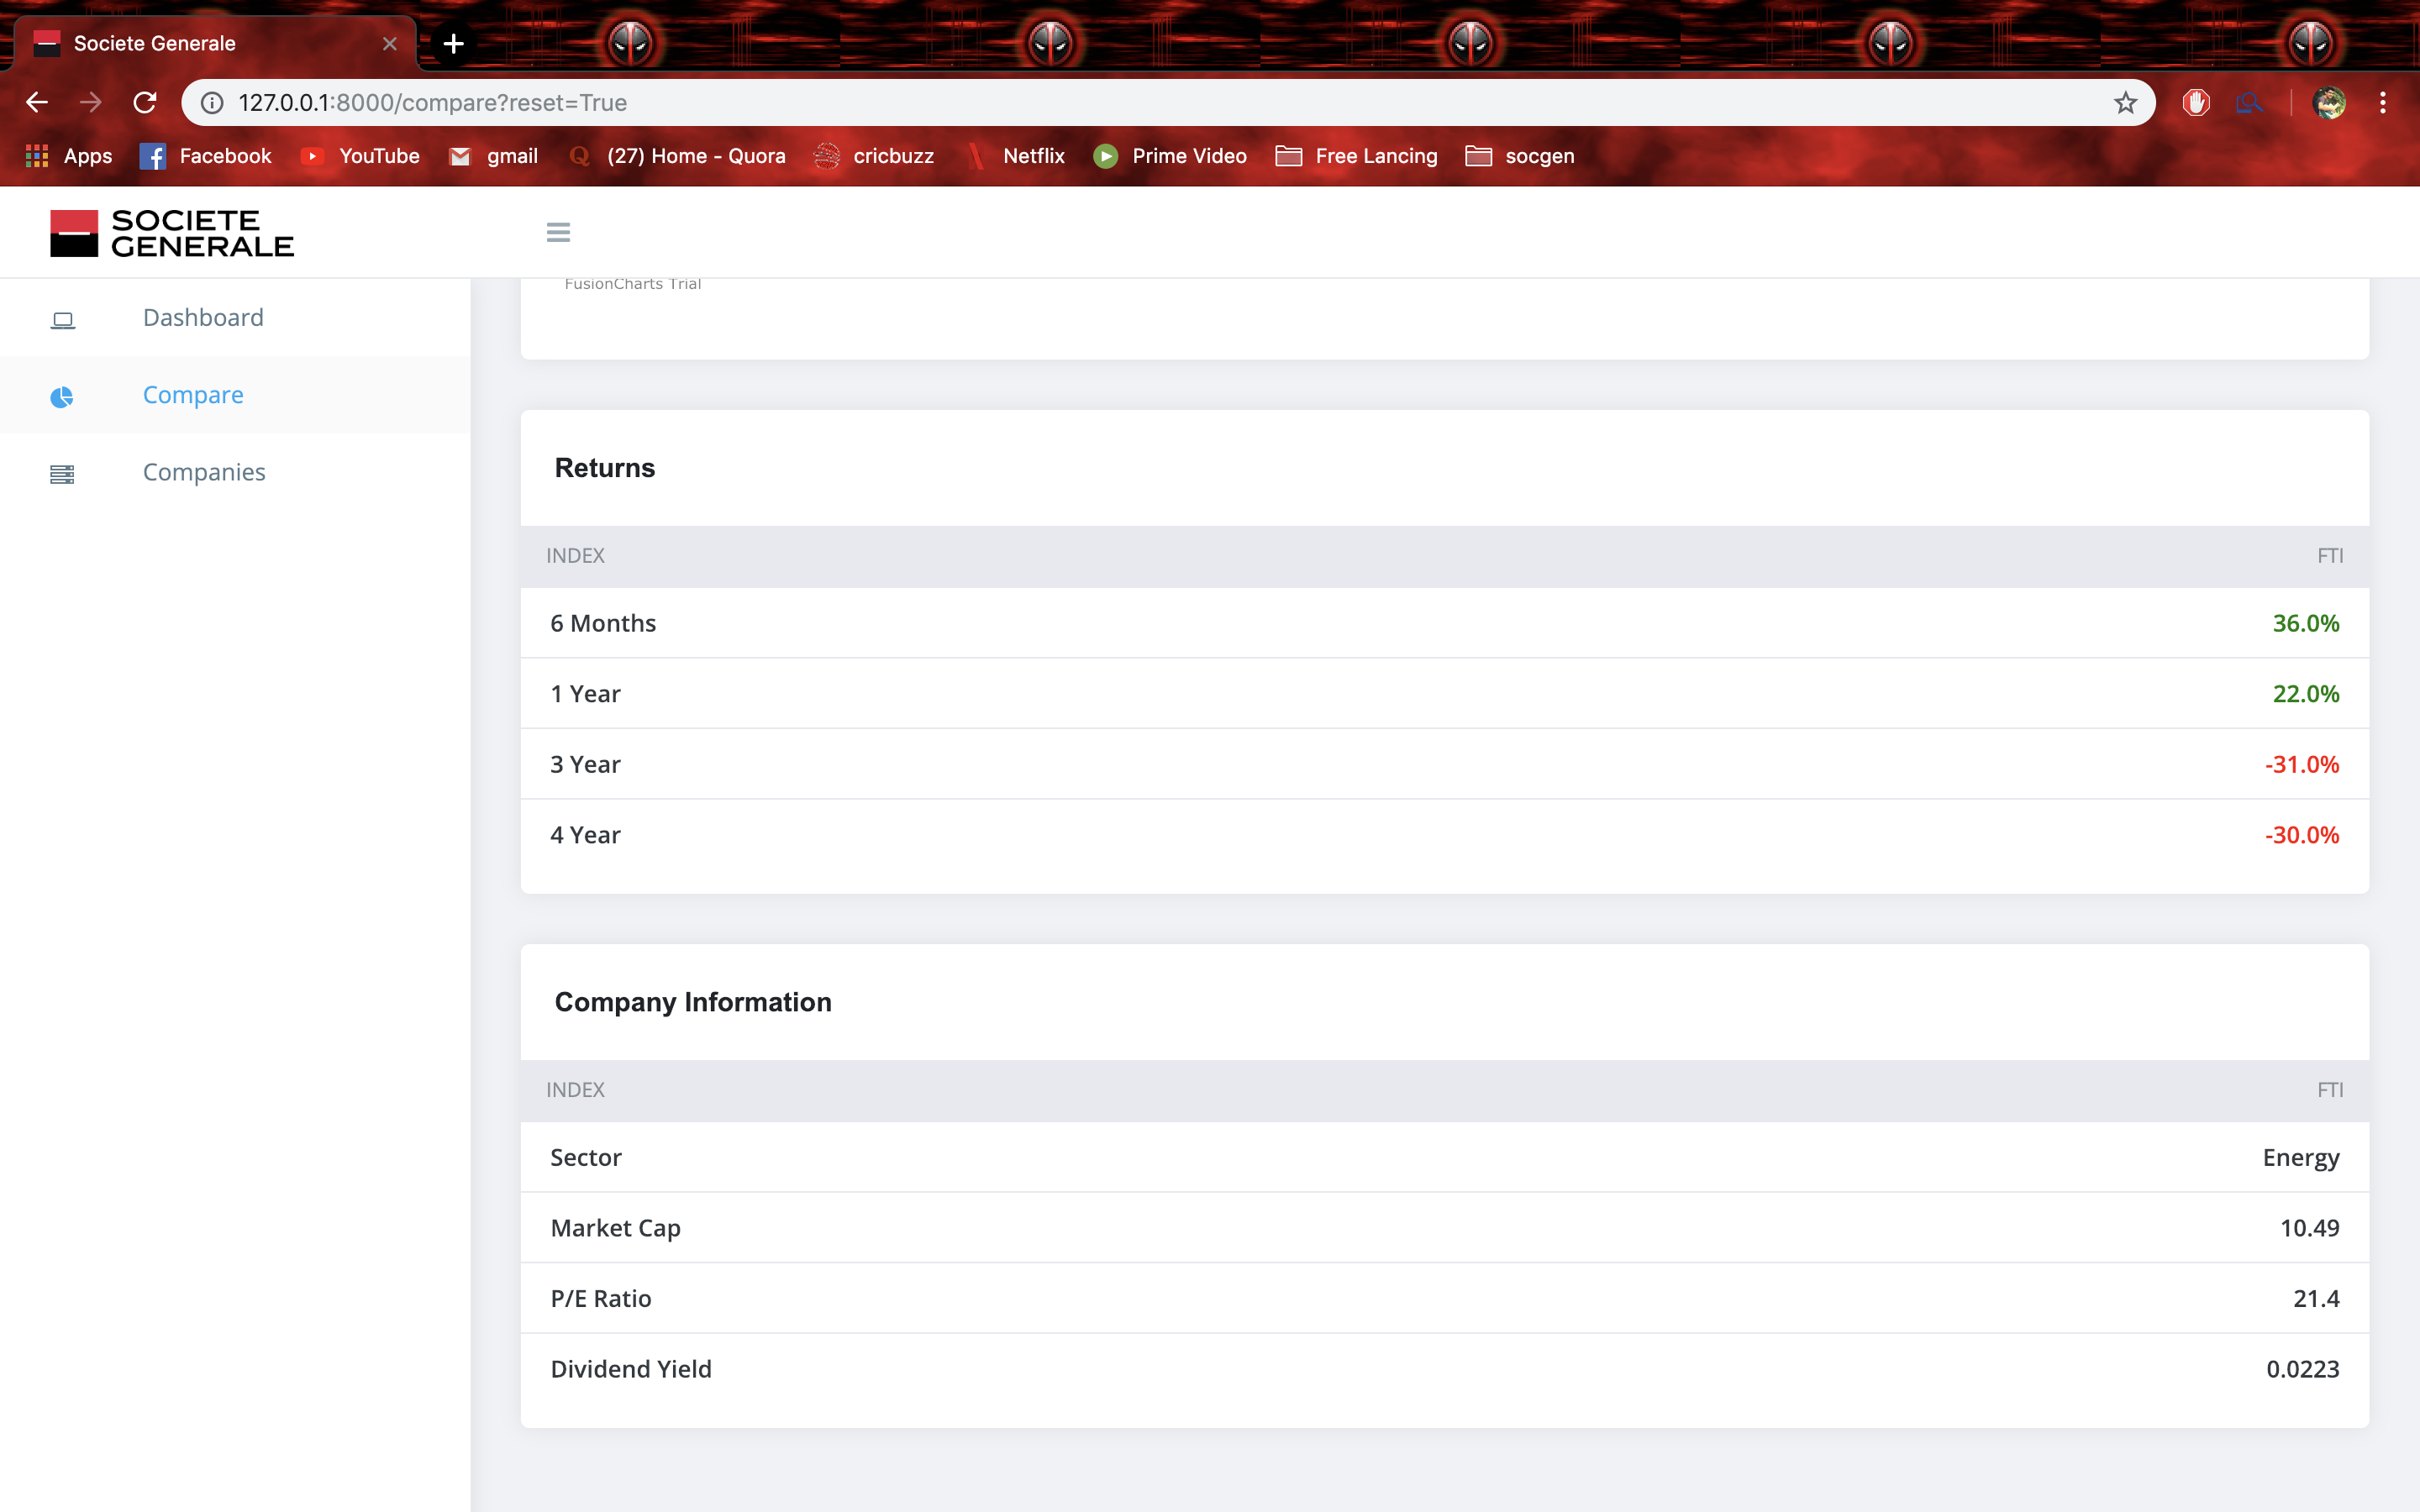 Societe Generale
127.0.0.1:8000/compare?reset=True
Apps Facebook YouTube gmail (27) Home - Quora cricbuzz Netflix Prime Video Free Lancing socgen
SOCIETE
GENERALE
FusionCharts Trial
Dashboard
Compare
Companies
Returns
INDEX FTI
6 Months 36.0%
1 Year 22.0%
3 Year -31.0%
4 Year -30.0%
Company Information
INDEX FTI
Sector Energy
Market Cap 10.49
P/E Ratio 21.4
Dividend Yield 0.0223